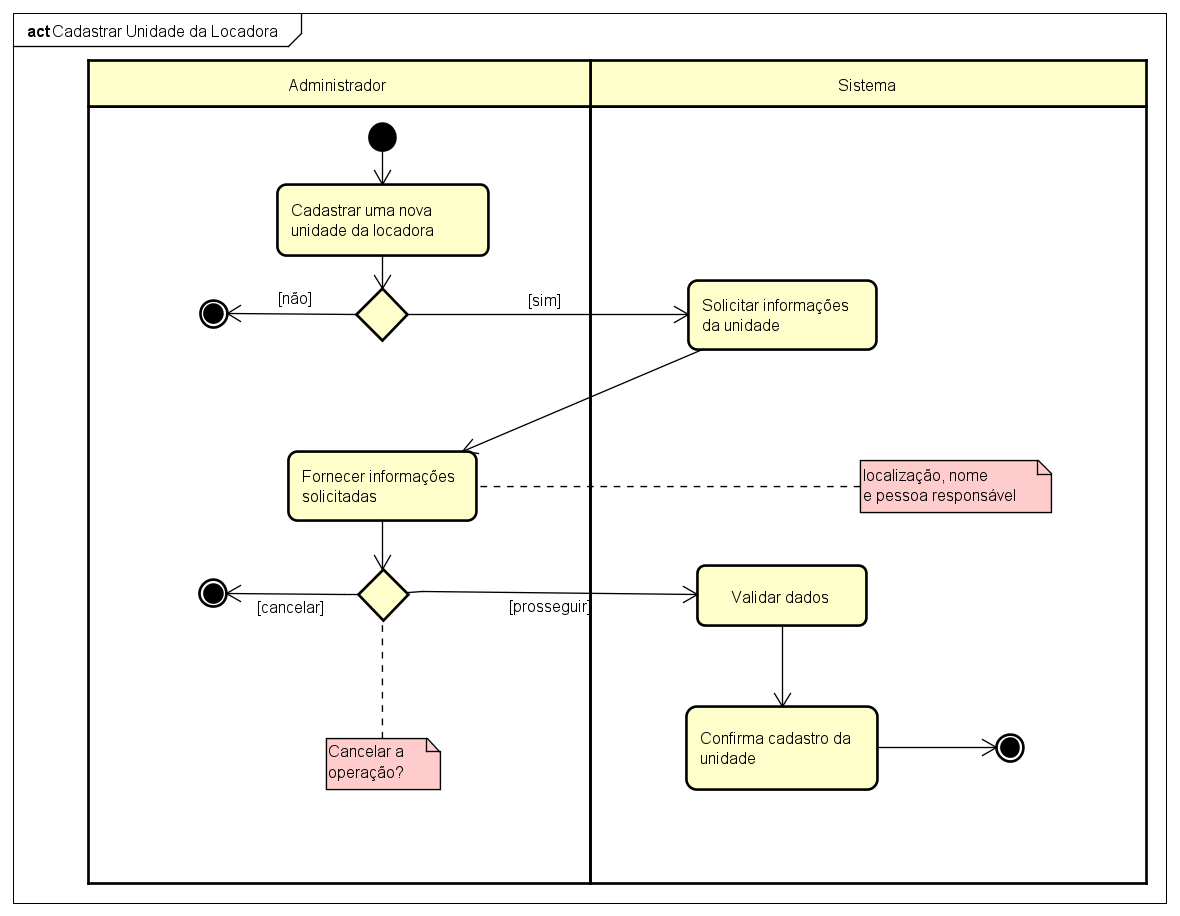 act Cadastrar Unidade da Locadora
Administrador
Sistema
Cadastrar uma nova
unidade da locadora
[não]
[sim]
Solicitar informações
da unidade
Fornecer informações
solicitadas
localização, nome
e pessoa responsável
[cancelar]
[prosseguir]
Validar dados
Cancelar a
operação?
Confirma cadastro da
unidade